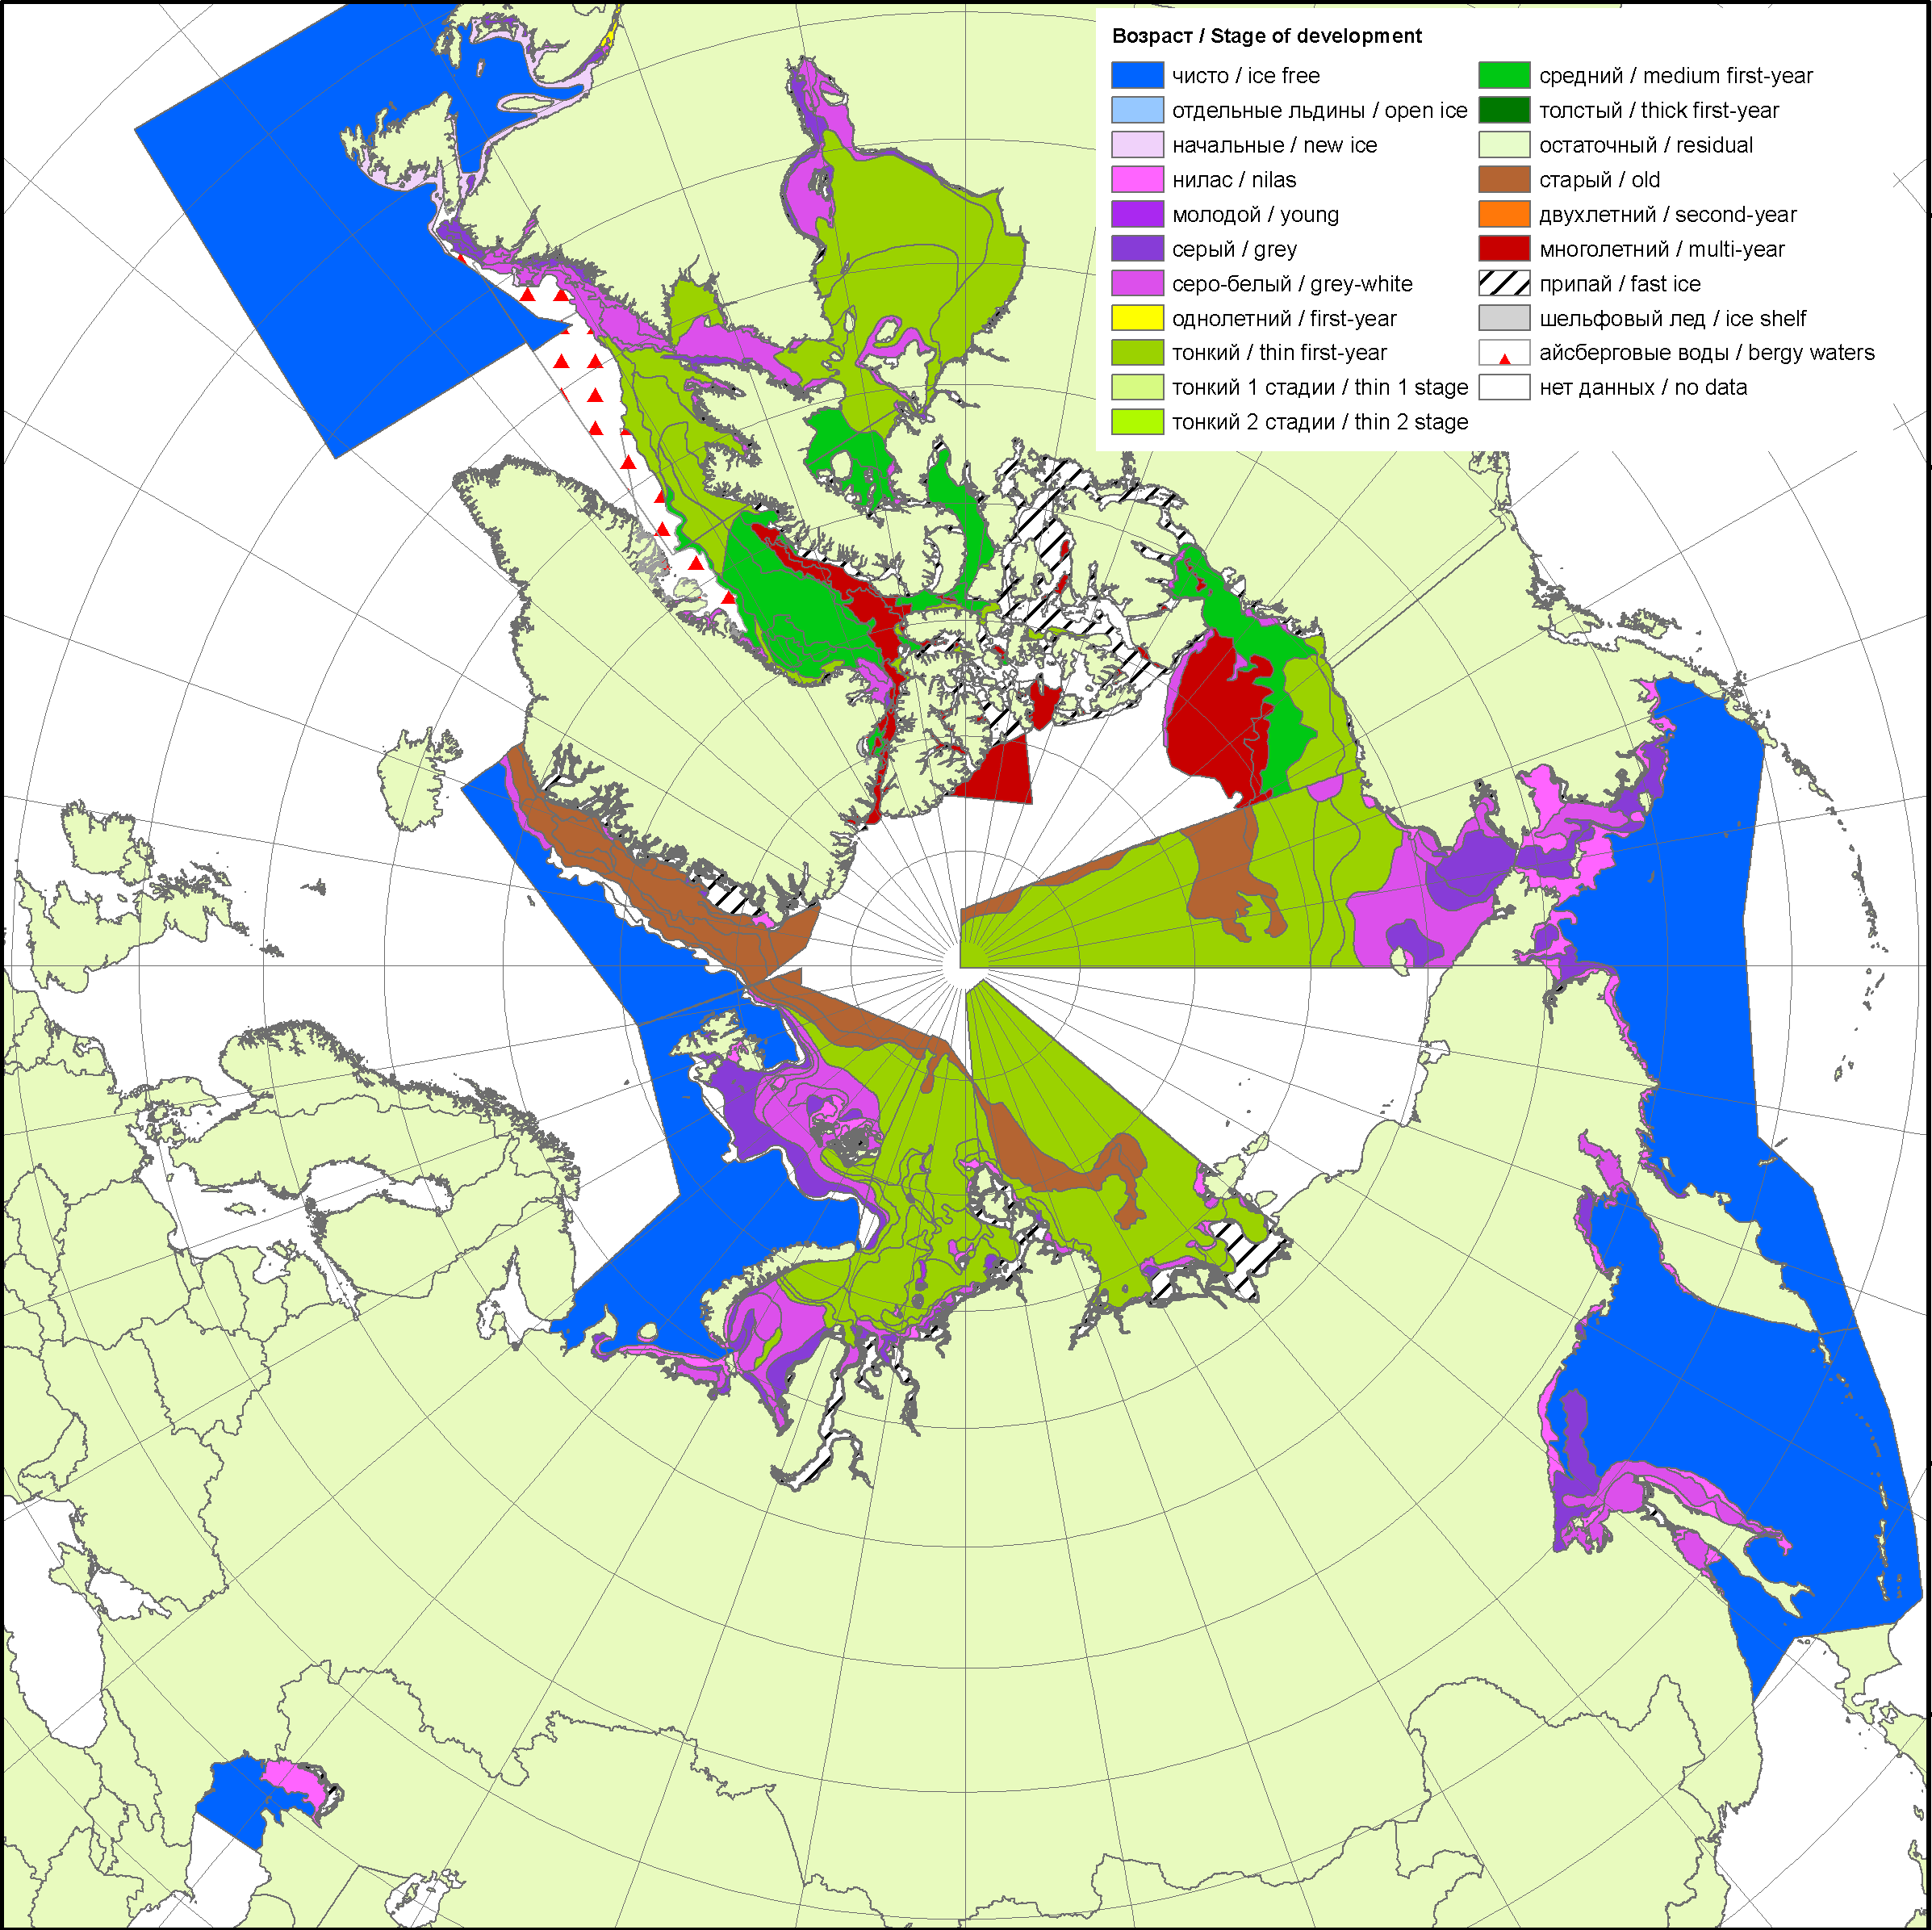 Возраст / Stage of development
чисто / ice free
отдельные льдины / open ice
начальные / new ice
нилас / nilas
молодой / young
серый / grey
серо-белый / grey-white
однолетний / first-year
тонкий / thin first-year
тонкий 1 стадии / thin 1 stage
тонкий 2 стадии / thin 2 stage
средний / medium first-year
толстый / thick first-year
остаточный / residual
старый / old
двухлетний / second-year
многолетний / multi-year
припай / fast ice
шельфовый лед / ice shelf
айсберговые воды / bergy waters
нет данных / no data